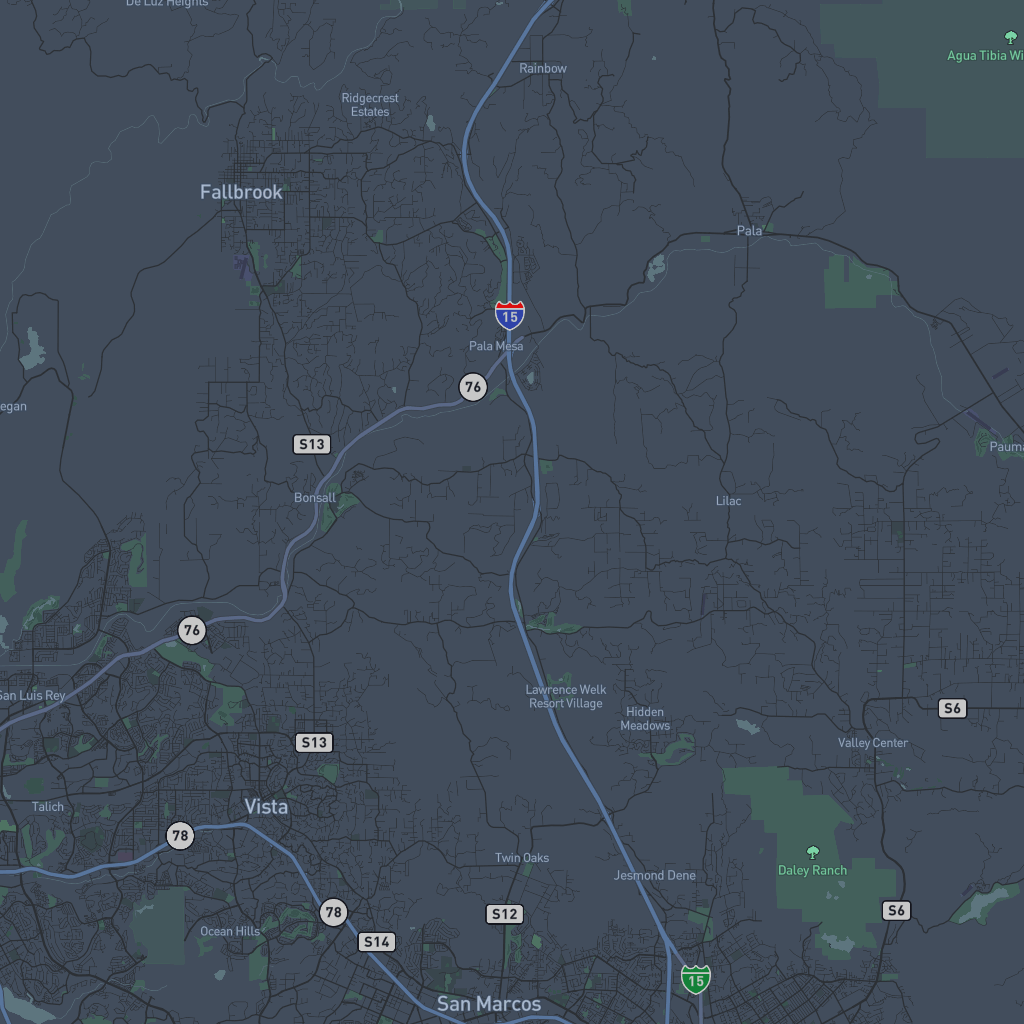 De Luz Heights
Agua Tibia Wi
Rainbow
Ridgecrest
Estates
Fallbrook
Pala
15
Pala Mesa
76
egan
S13
Pauma
Bonsall
Lilac
76
San Luis Rey
Lawrence Welk
Resort Village
Hidden
Meadows
S6
S13
Valley Center
Talich
Vista
78
Twin Oaks
Jesmond Dene
Daley Ranch
78
S12
S6
Ocean Hills
S14
15
San Marcos